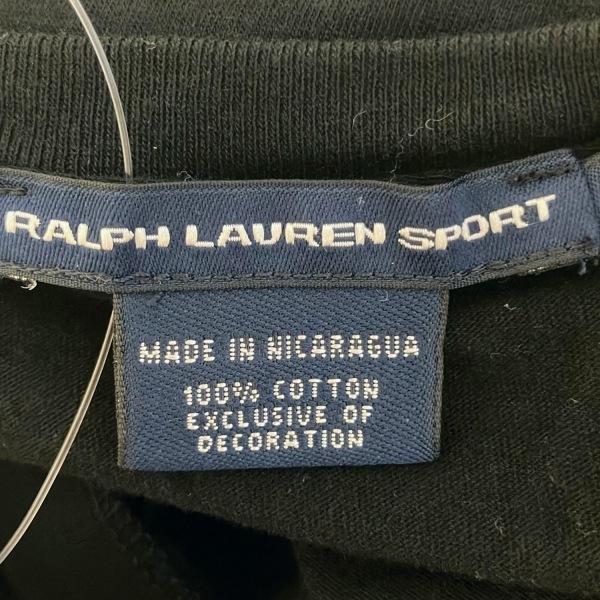 RALPH LAUREN SPORT
MADE IN NICARAGUA
100% COTTON
EXCLUSIVE OF
DECORATION